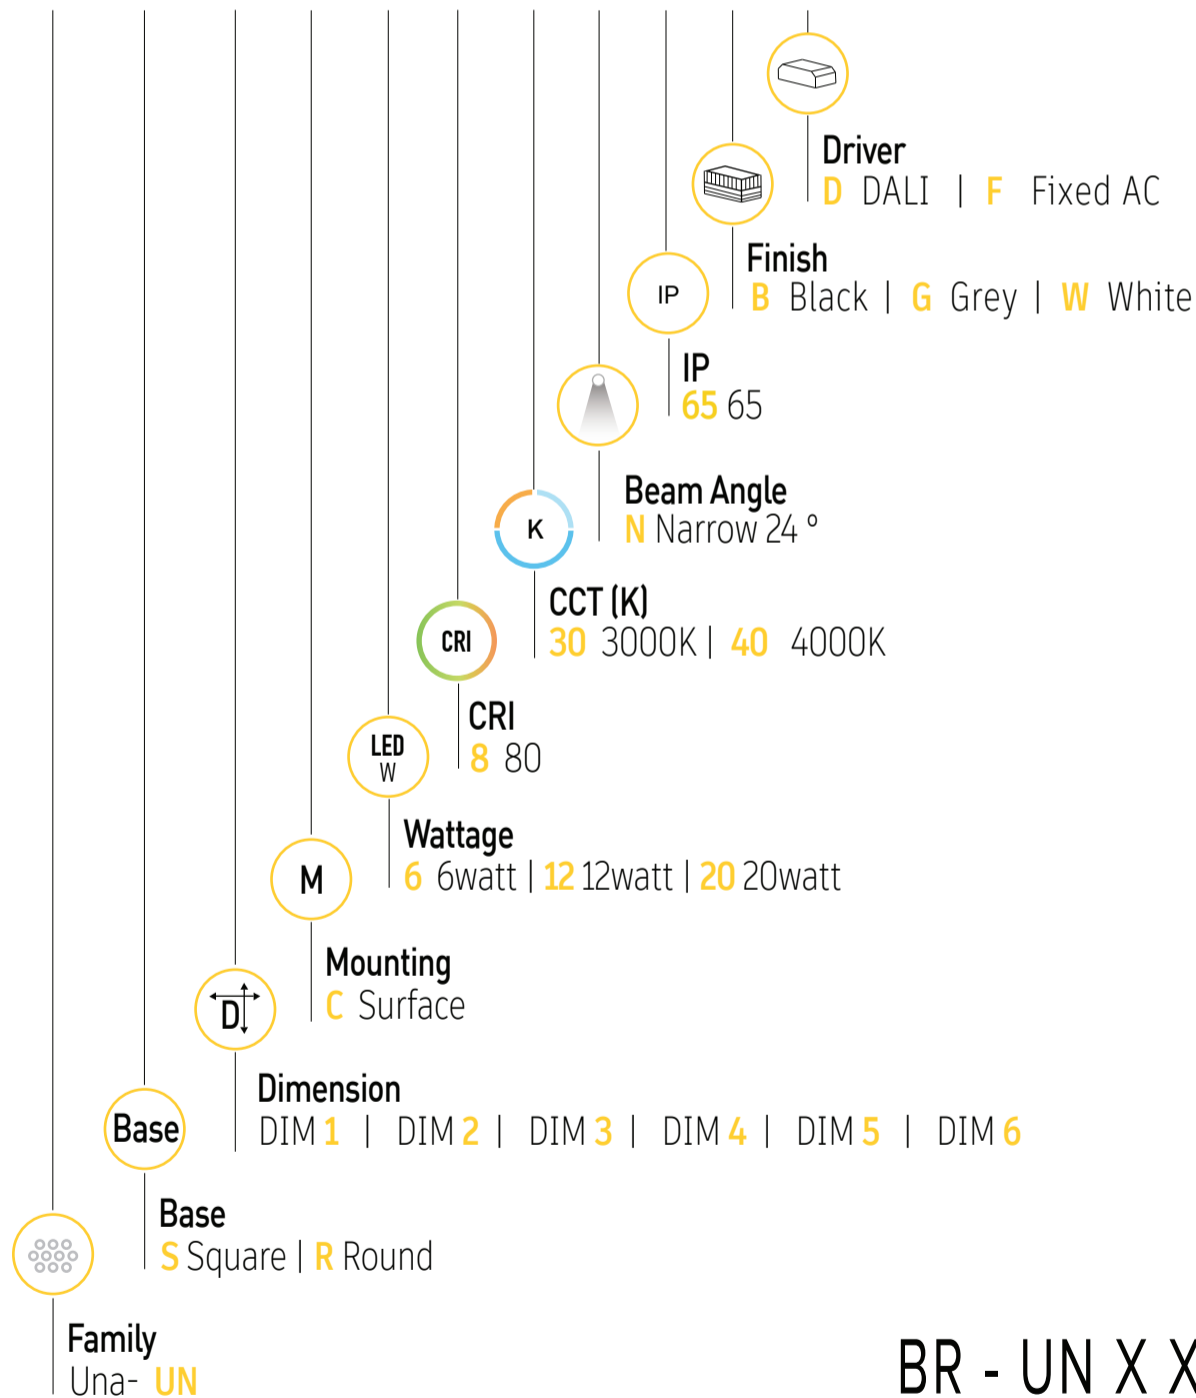 Driver
D DALI | F Fixed AC
Finish
B Black | G Grey | W White
IP
IP
65 65
Beam Angle
N Narrow 24 °
K
CCT (K)
30 3000K | 40 4000K
CRI
CRI
8 80
LED
W
Wattage
6 6watt | 12 12watt | 20 20watt
M
Mounting
C Surface
D
Dimension
DIM 1 | DIM 2 | DIM 3 | DIM 4 | DIM 5 | DIM 6
Base
Base
S Square | R Round
Family
Una- UN
BR - UN X X